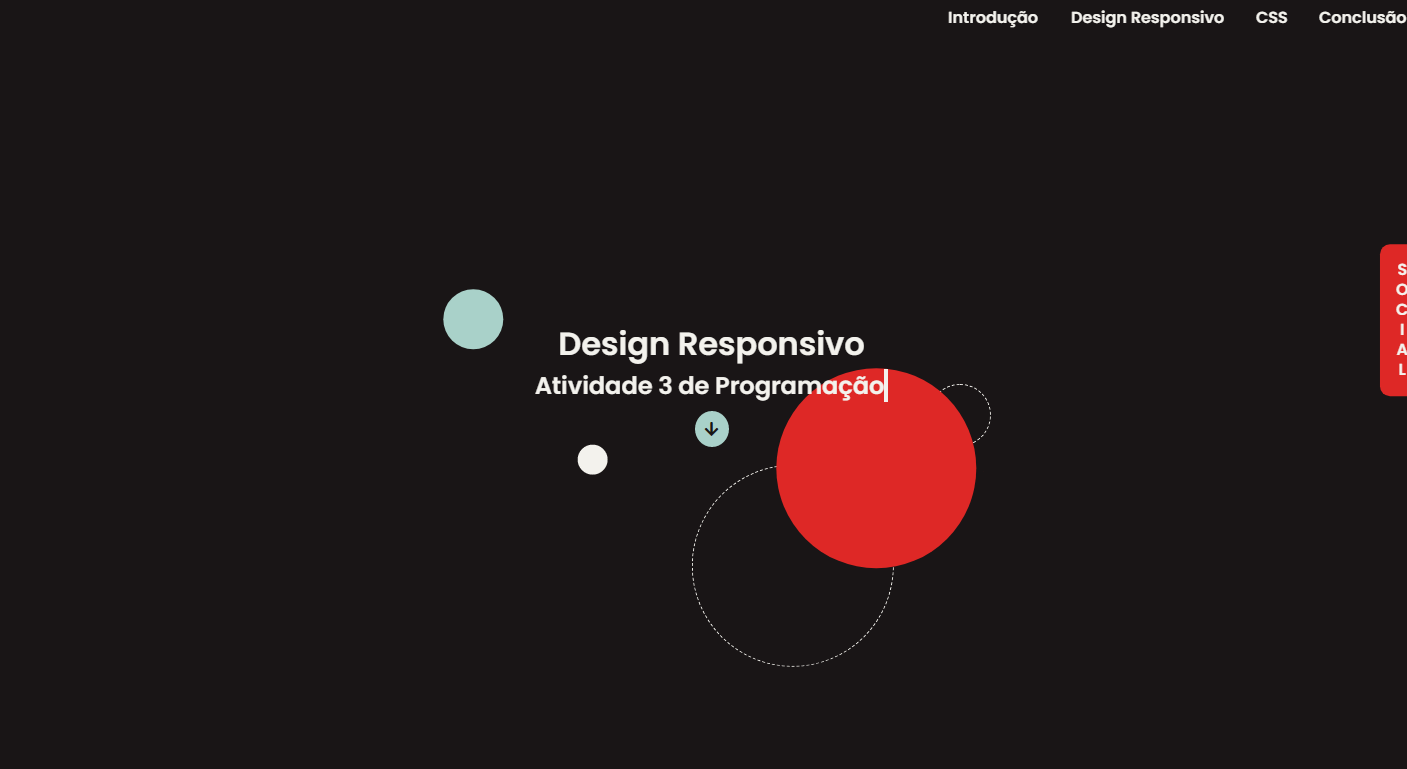 Introdução Design Responsivo CSS Conclusão
Design Responsivo
Atividade 3 de Programação
S
O
C
I
A
L